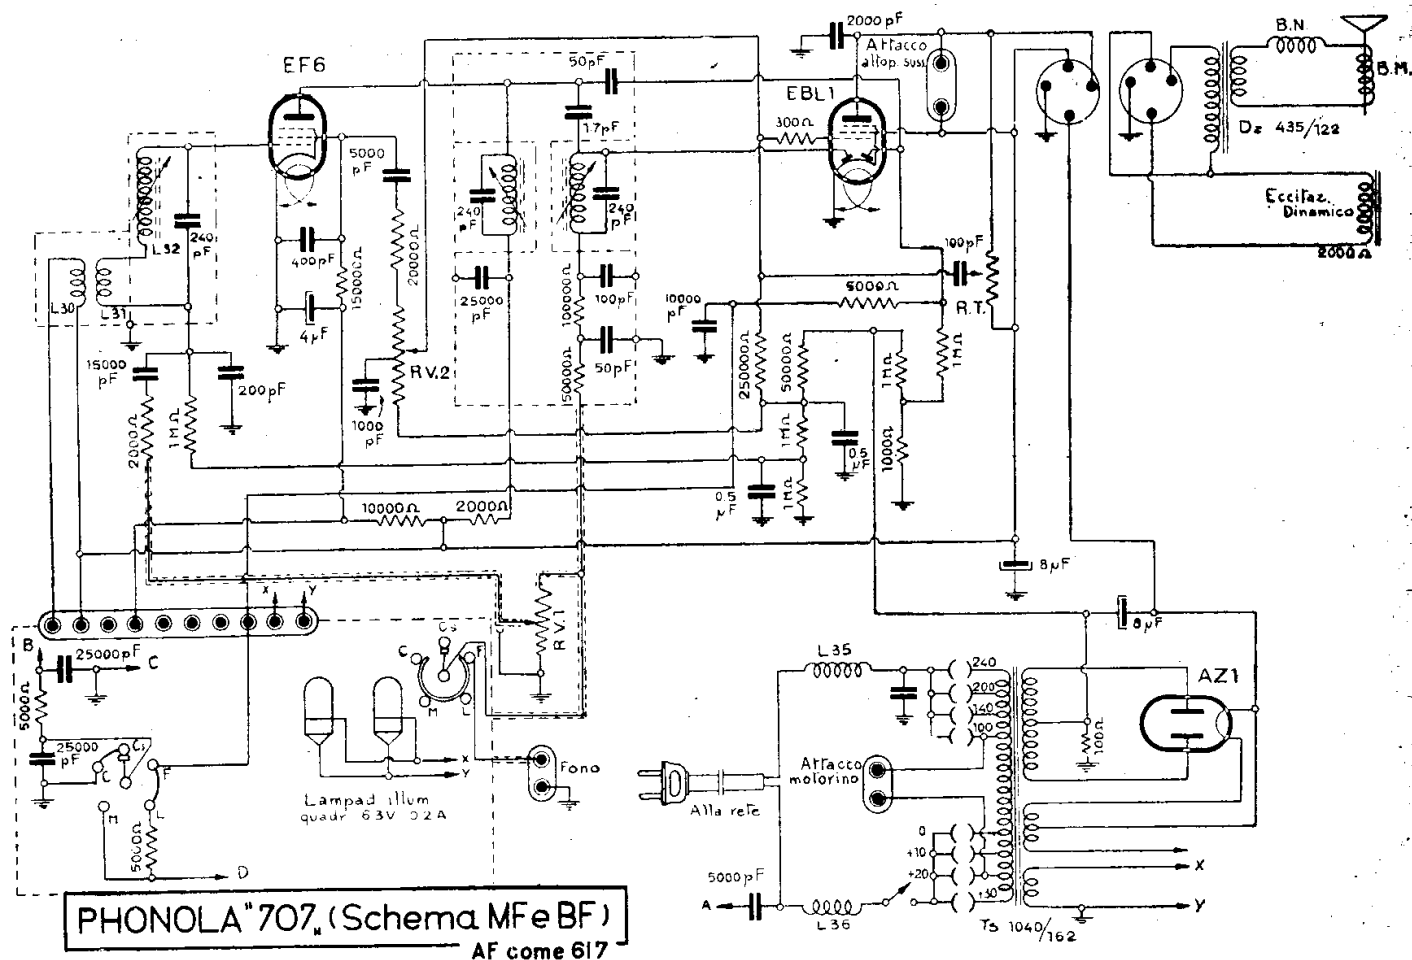 2000 pF
B.N.
Attacco
altop. suss.
50pF
EF6
B.M.
EBL1
1.7pF
300Ω
Dz 435/122
5000
pF
Eccitaz.
Dinamico
2000Ω
240
pF
240
pF
240
pF
L32
400pF
20000Ω
150000Ω
100pF
25000
pF
100pF
5000Ω
10000
pF
R.T.
L30
L31
100000Ω
4µF
15000
pF
200pF
RV.2
50pF
50000Ω
250000Ω
50000Ω
1MΩ
1MΩ
1000
pF
20000Ω
1MΩ
1MΩ
0.5
µF
1000Ω
0.5
µF
1MΩ
10000Ω
2000Ω
8µF
X
Y
RV.1
8µF
B
25000pF
C
5000Ω
Cs
C
F
M
L
L35
240
200
140
100
AZ1
100Ω
25000
pF
Cs
C
F
M
L
X
Y
Fono
Attacco
motorino
Alla rete
Lampad illum
quadr 6.3V 0.2A
5000Ω
D
0
+10
+20
+30
X
5000pF
A
L36
Y
Ts 1040/162
PHONOLA "707" (Schema MF e BF)
AF come 617